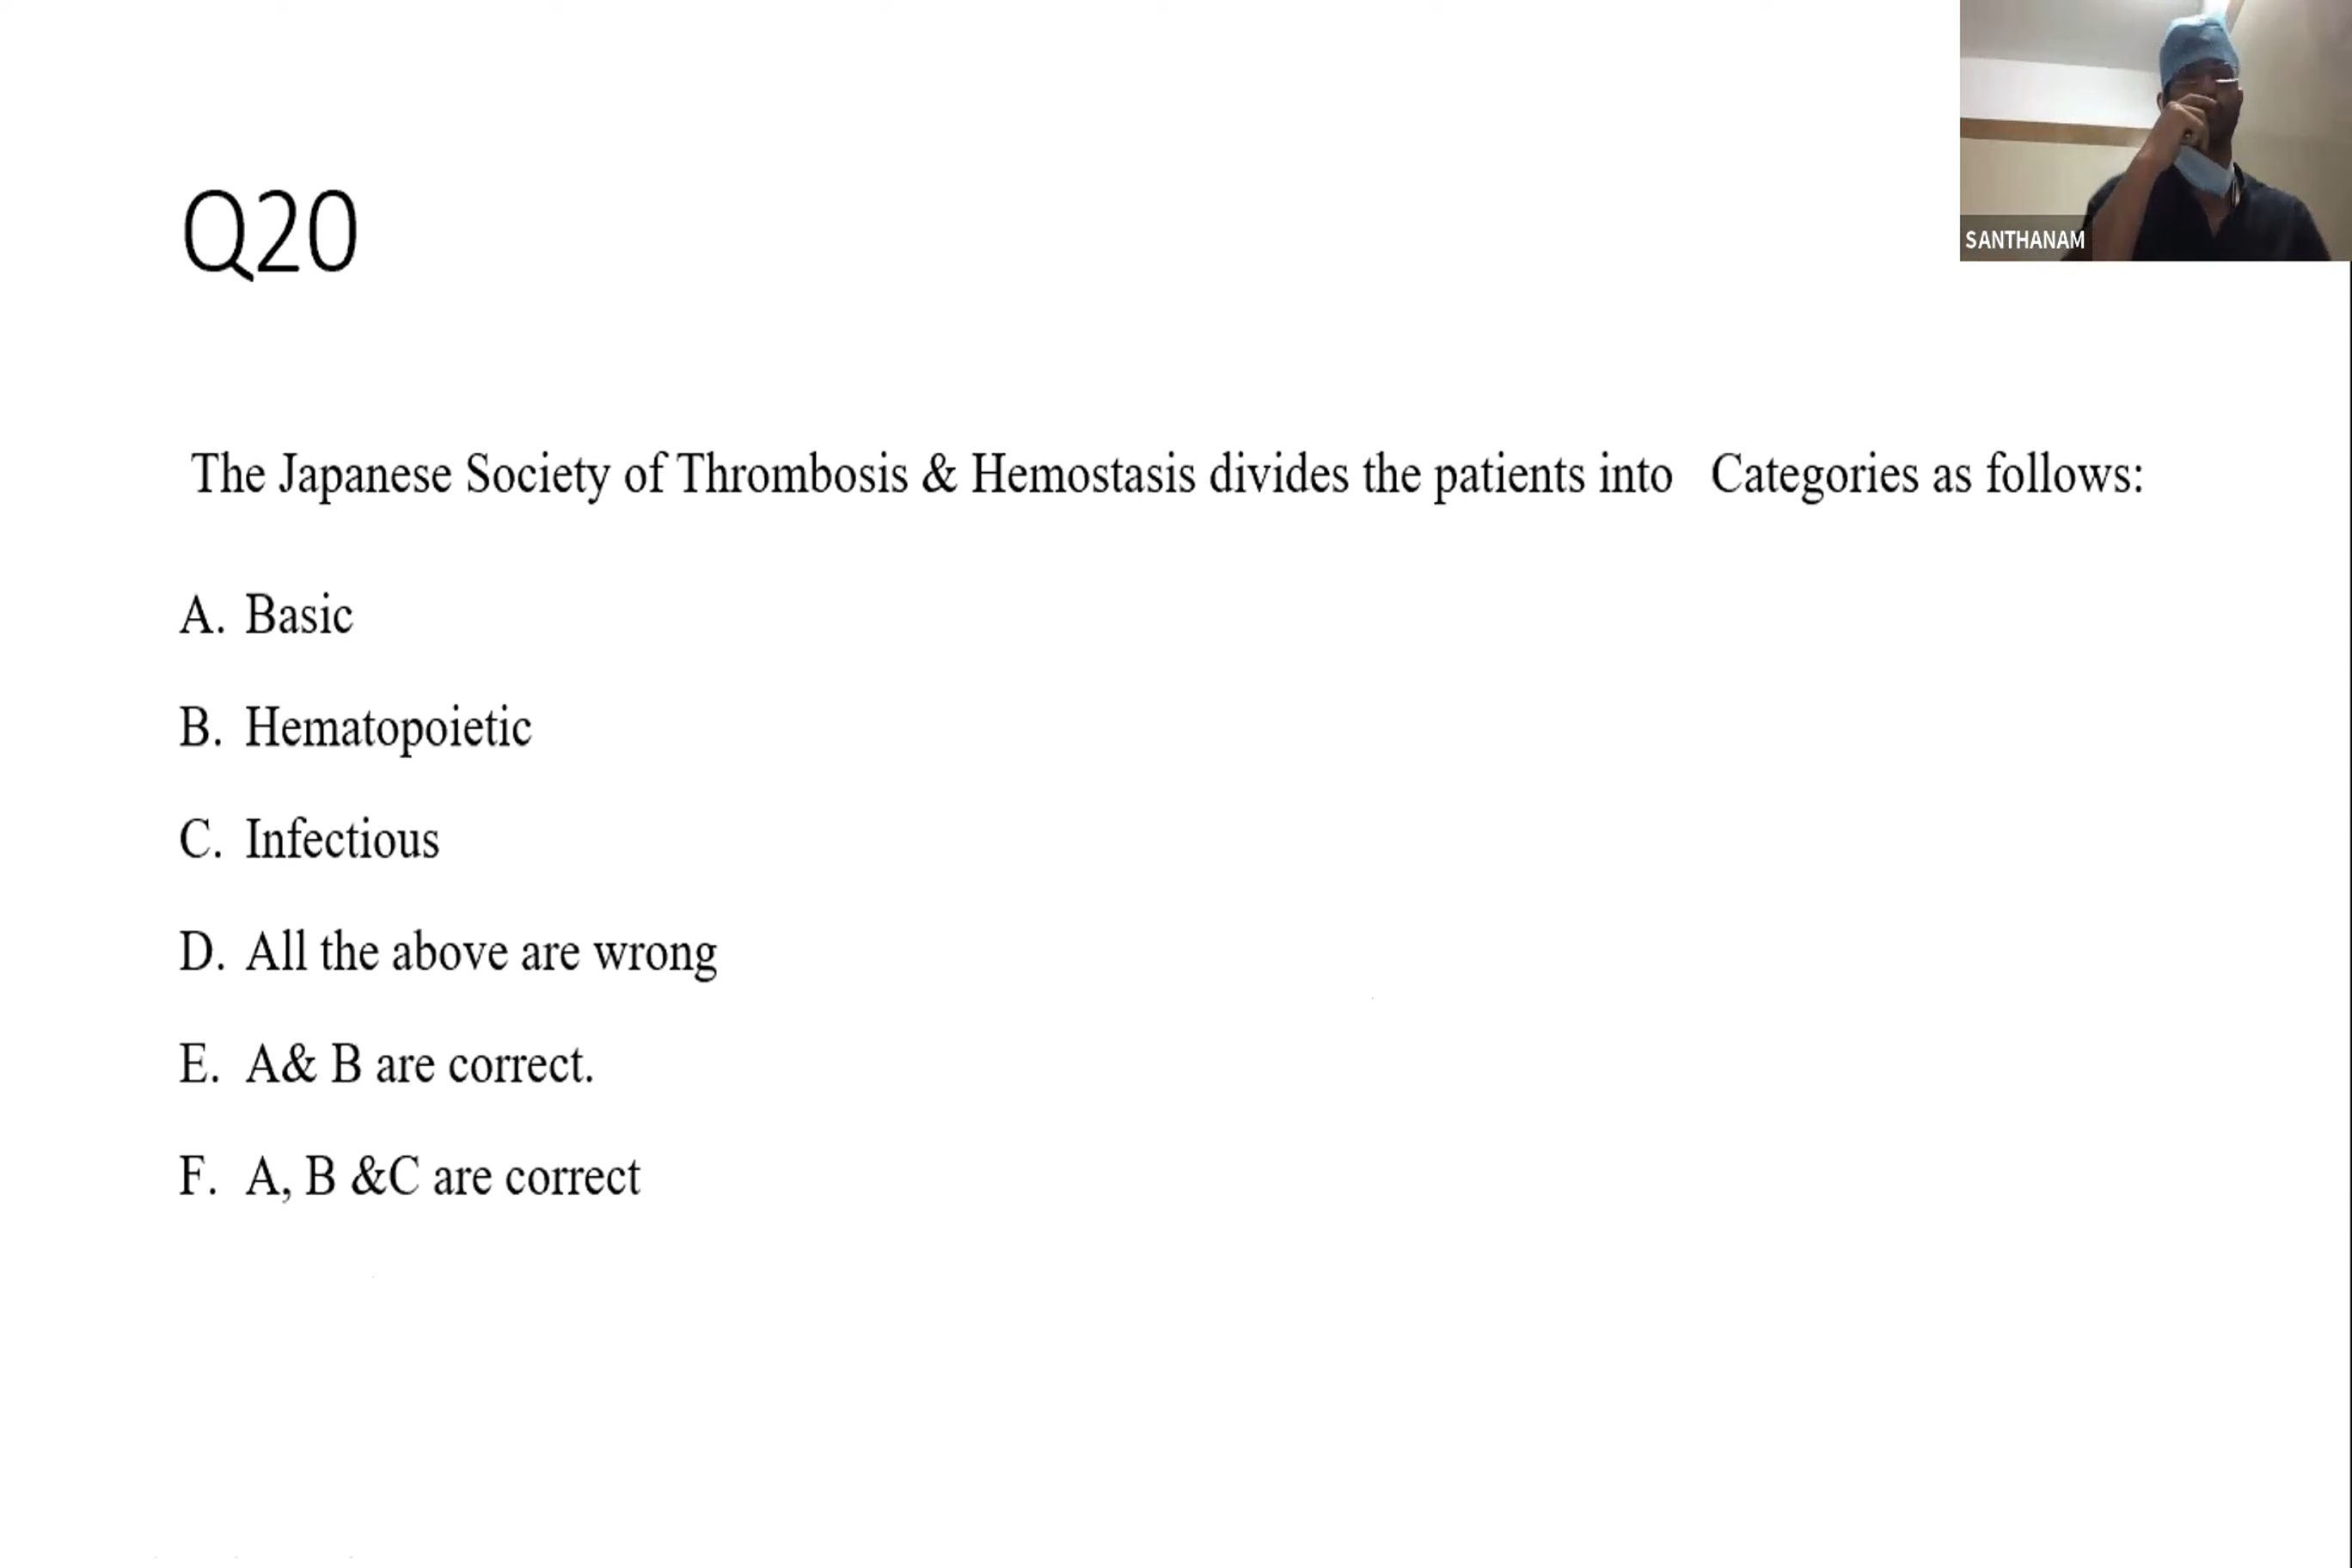 SANTHANAM
Q20
The Japanese Society of Thrombosis & Hemostasis divides the patients into   Categories as follows:
A. Basic
B. Hematopoietic
C. Infectious
D. All the above are wrong
E. A& B are correct.
F. A, B &C are correct